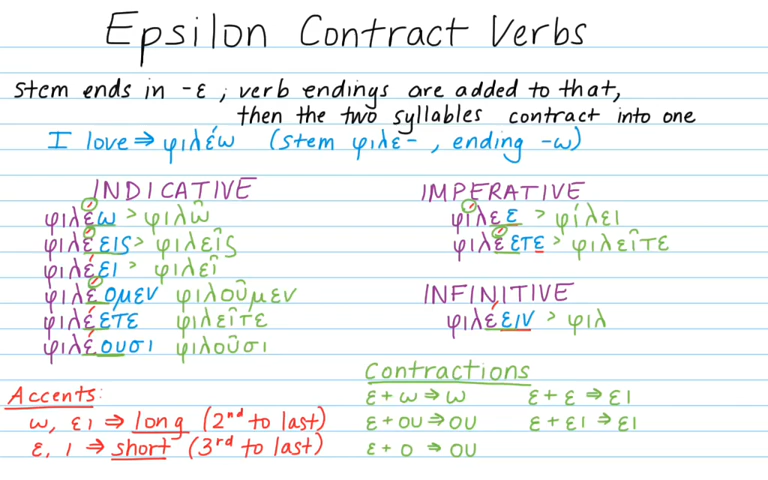 Epsilon Contract Verbs
Stem ends in -ε, verb endings are added to that,
then the two syllables contract into one
I love ⇒ φιλέω (stem φιλε-, ending -ω)
INDICATIVE
φιλέω > φιλῶ
φιλέεις > φιλεῖς
φιλέει > φιλεῖ
φιλέομεν φιλοῦμεν
φιλέετε φιλεῖτε
φιλέουσι φιλοῦσι
IMPERATIVE
φίλεε > φίλει
φιλέετε > φιλεῖτε
INFINITIVE
φιλέειν > φιλ
Accents:
ω, ει ⇒ long (2nd to last)
ε, ι ⇒ short (3rd to last)
Contractions
ε + ω ⇒ ω ε + ε ⇒ ει
ε + ου ⇒ ου ε + ει ⇒ ει
ε + ο ⇒ ου